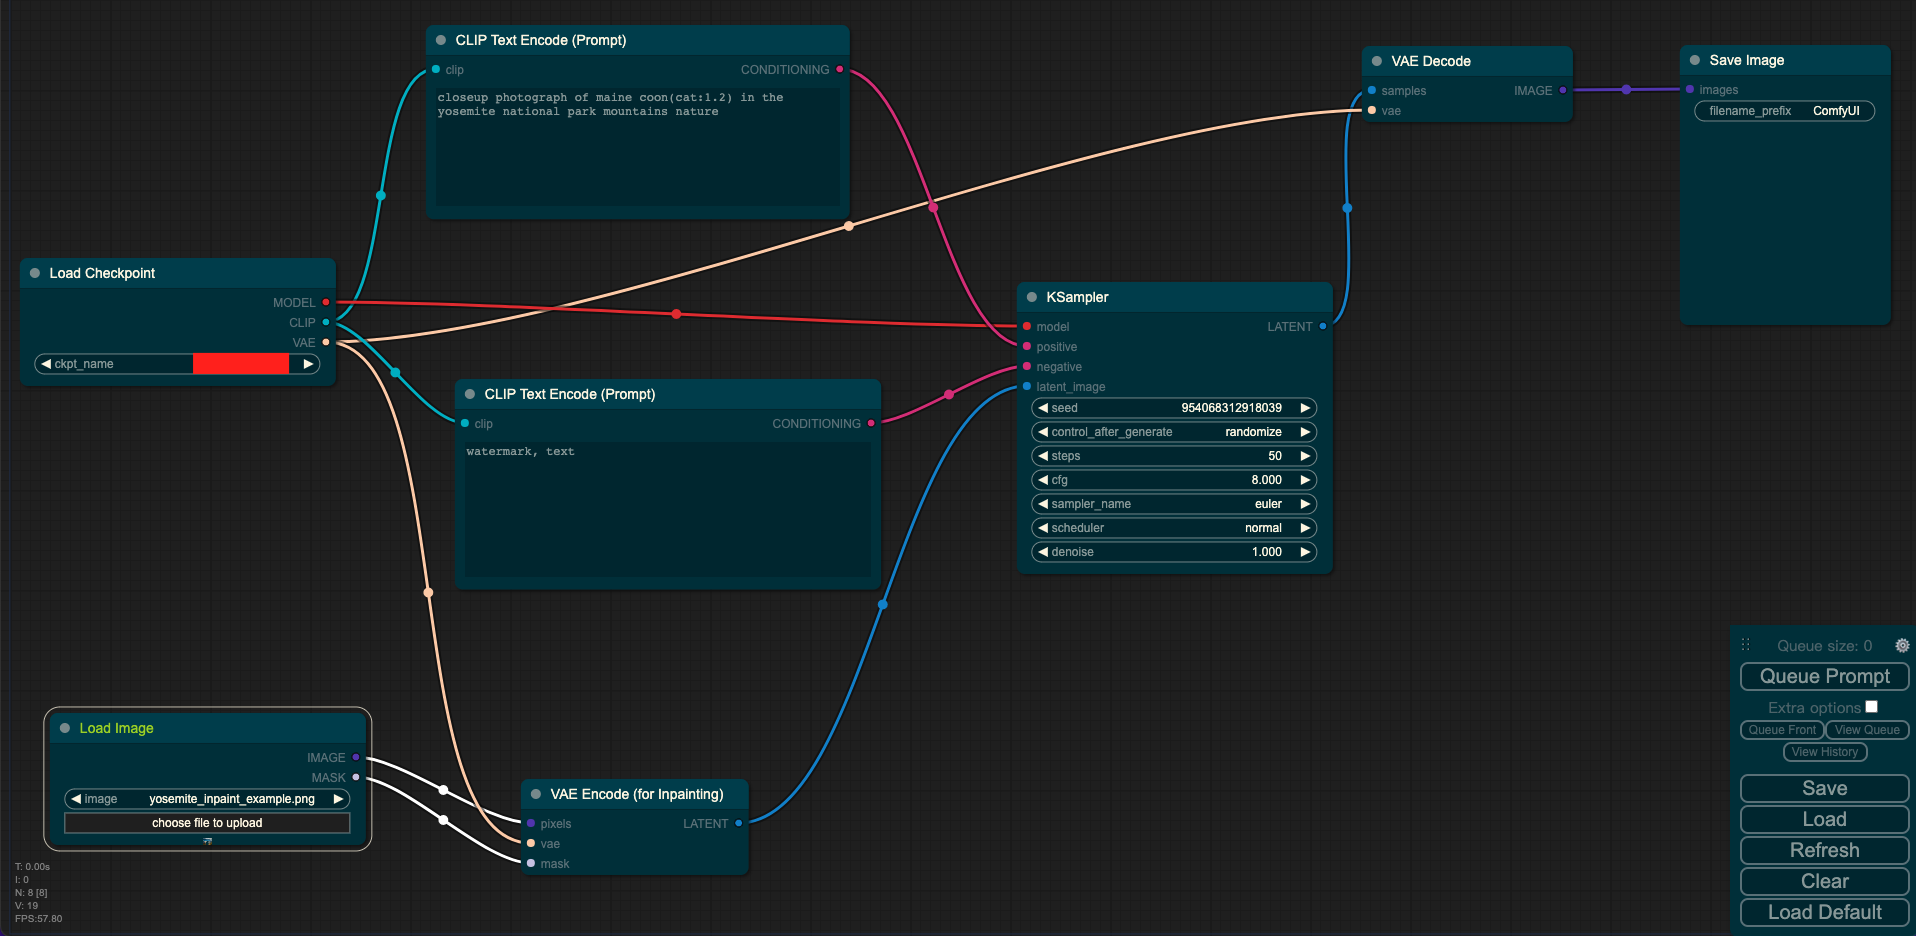 CLIP Text Encode (Prompt)
clip
CONDITIONING
closeup photograph of maine coon(cat:1.2) in the
yosemite national park mountains nature
VAE Decode
samples
IMAGE
vae
Save Image
images
filename_prefix ComfyUI
Load Checkpoint
MODEL
CLIP
VAE
ckpt_name
CLIP Text Encode (Prompt)
clip
CONDITIONING
watermark, text
KSampler
model
LATENT
positive
negative
latent_image
seed 954068312918039
control_after_generate randomize
steps 50
cfg 8.000
sampler_name euler
scheduler normal
denoise 1.000
Load Image
IMAGE
MASK
image yosemite_inpaint_example.png
choose file to upload
VAE Encode (for Inpainting)
pixels
LATENT
vae
mask
Queue size: 0
Queue Prompt
Extra options
Queue Front View Queue
View History
Save
Load
Refresh
Clear
Load Default
T: 0.00s
I: 0
N: 8 [8]
V: 19
FPS:57.80